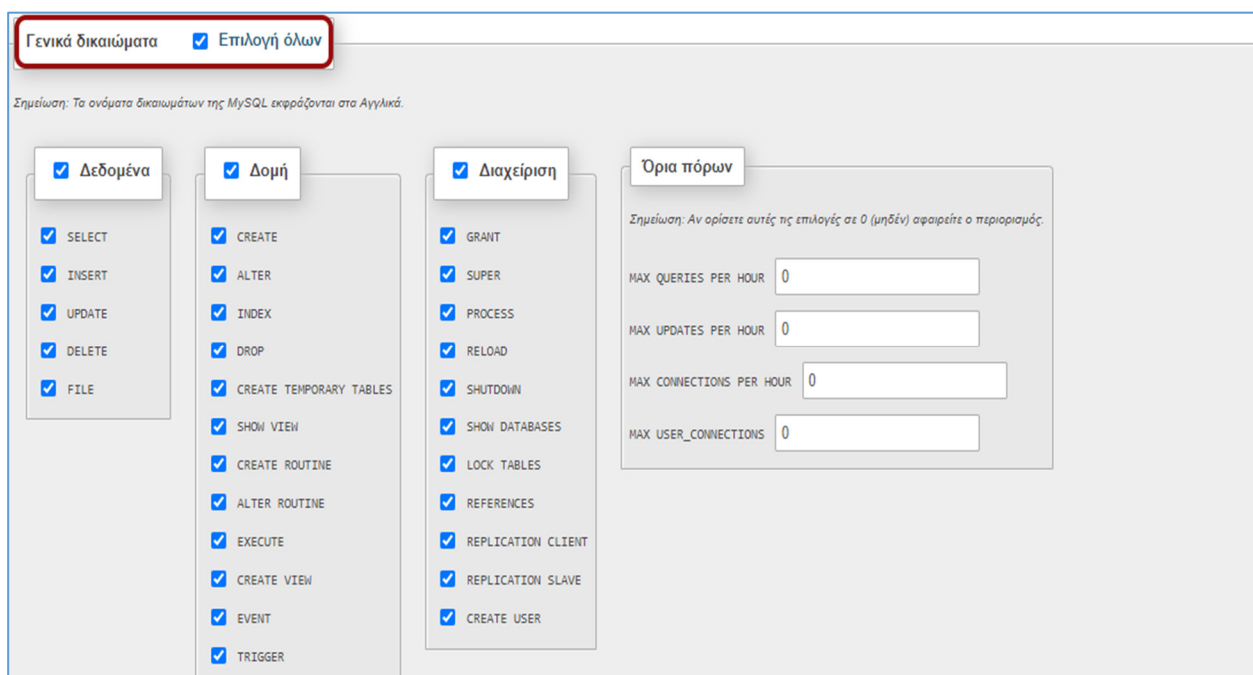 Γενικά δικαιώματα Επιλογή όλων
Σημείωση: Τα ονόματα δικαιωμάτων της MySQL εκφράζονται στα Αγγλικά.
Δεδομένα
SELECT
INSERT
UPDATE
DELETE
FILE
Δομή
CREATE
ALTER
INDEX
DROP
CREATE TEMPORARY TABLES
SHOW VIEW
CREATE ROUTINE
ALTER ROUTINE
EXECUTE
CREATE VIEW
EVENT
TRIGGER
Διαχείριση
GRANT
SUPER
PROCESS
RELOAD
SHUTDOWN
SHOW DATABASES
LOCK TABLES
REFERENCES
REPLICATION CLIENT
REPLICATION SLAVE
CREATE USER
Όρια πόρων
Σημείωση: Αν ορίσετε αυτές τις επιλογές σε 0 (μηδέν) αφαιρείτε ο περιορισμός.
MAX QUERIES PER HOUR 0
MAX UPDATES PER HOUR 0
MAX CONNECTIONS PER HOUR 0
MAX USER_CONNECTIONS 0